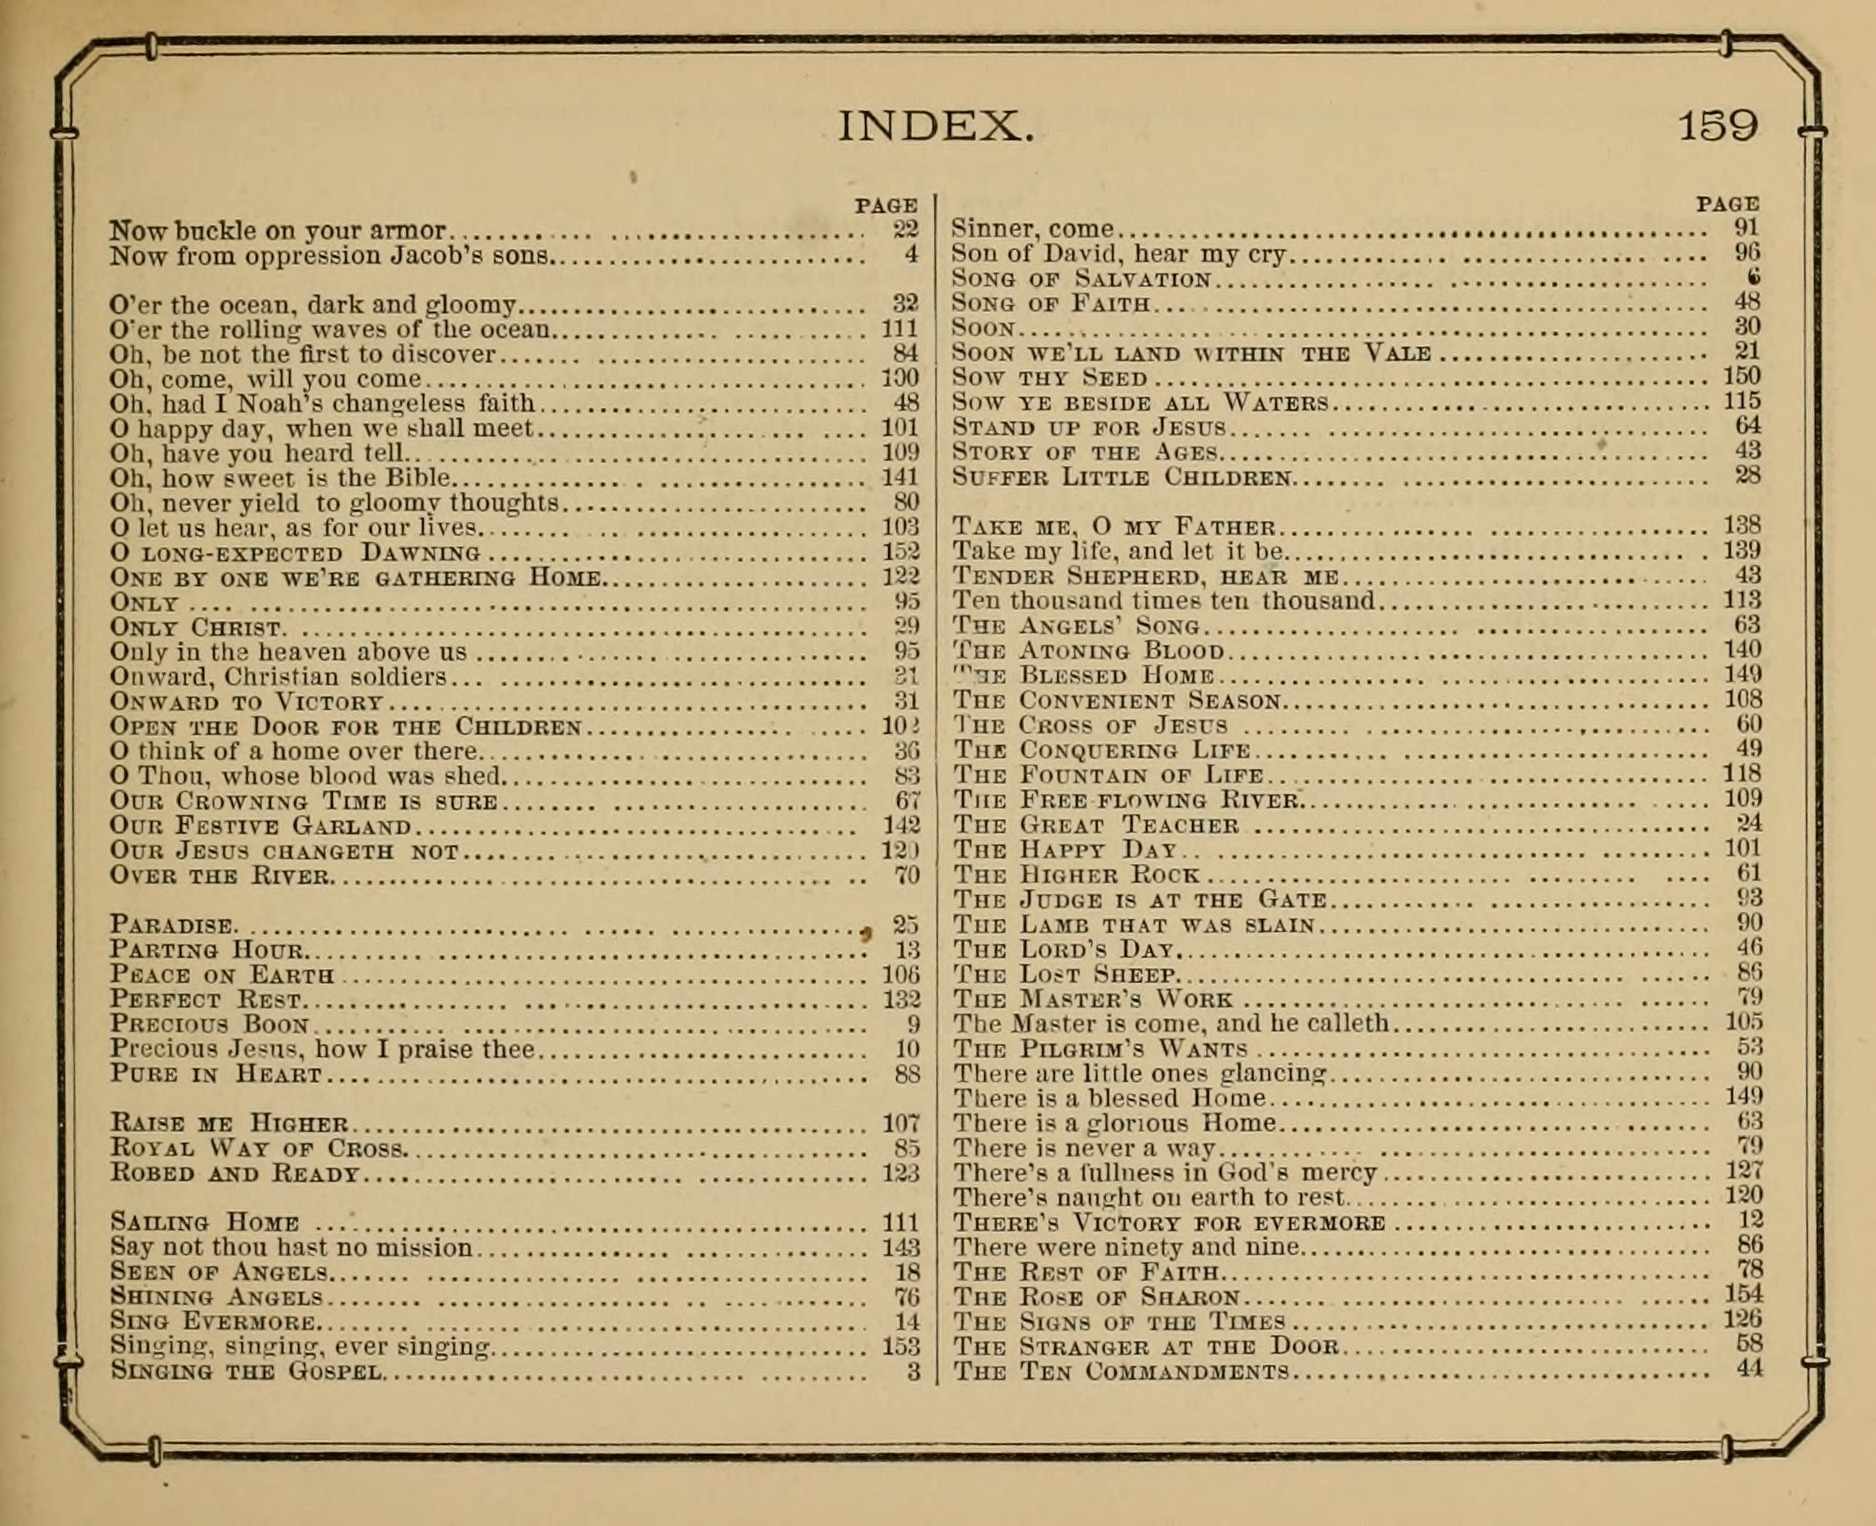 INDEX. 159
PAGE
Now buckle on your armor 22
Now from oppression Jacob's sons 4
O'er the ocean, dark and gloomy 32
O'er the rolling waves of the ocean 111
Oh, be not the first to discover 84
Oh, come, will you come 100
Oh, had I Noah's changeless faith 48
O happy day, when we shall meet 101
Oh, have you heard tell 109
Oh, how sweet is the Bible 141
Oh, never yield to gloomy thoughts 80
O let us hear, as for our lives 103
O LONG-EXPECTED DAWNING 152
ONE BY ONE WE'RE GATHERING HOME 122
ONLY 95
ONLY CHRIST 29
Only in the heaven above us 95
Onward, Christian soldiers 31
ONWARD TO VICTORY 31
OPEN THE DOOR FOR THE CHILDREN
O think of a home over there 36
O Thou, whose blood was shed 83
OUR CROWNING TIME IS SURE 67
OUR FESTIVE GARLAND 142
OUR JESUS CHANGETH NOT 120
OVER THE RIVER 70
PARADISE 25
PARTING HOUR 13
PEACE ON EARTH 106
PERFECT REST 132
PRECIOUS BOON 9
Precious Jesus, how I praise thee 10
PURE IN HEART 88
RAISE ME HIGHER 107
ROYAL WAY OF CROSS 85
ROBED AND READY 123
SAILING HOME 111
Say not thou hast no mission 143
SEEN OF ANGELS 18
SHINING ANGELS 76
SING EVERMORE 14
Singing, singing, ever singing 153
SINGING THE GOSPEL 3
PAGE
Sinner, come 91
Son of David, hear my cry 96
SONG OF SALVATION 6
SONG OF FAITH 48
SOON 30
SOON WE'LL LAND WITHIN THE VALE 21
SOW THY SEED 150
SOW YE BESIDE ALL WATERS 115
STAND UP FOR JESUS 64
STORY OF THE AGES 43
SUFFER LITTLE CHILDREN 28
TAKE ME, O MY FATHER 138
Take my life, and let it be 139
TENDER SHEPHERD, HEAR ME 43
Ten thousand times ten thousand 113
THE ANGELS' SONG 63
THE ATONING BLOOD 140
THE BLESSED HOME 149
THE CONVENIENT SEASON 108
THE CROSS OF JESUS 60
THE CONQUERING LIFE 49
THE FOUNTAIN OF LIFE 118
THE FREE FLOWING RIVER 109
THE GREAT TEACHER 24
THE HAPPY DAY 101
THE HIGHER ROCK 61
THE JUDGE IS AT THE GATE 93
THE LAMB THAT WAS SLAIN 90
THE LORD'S DAY 46
THE LOST SHEEP 86
THE MASTER'S WORK 79
The Master is come, and he calleth 105
THE PILGRIM'S WANTS 53
There are little ones glancing 90
There is a blessed Home 149
There is a glorious Home 63
There is never a way 79
There's a fullness in God's mercy 127
There's naught on earth to rest 120
THERE'S VICTORY FOR EVERMORE 12
There were ninety and nine 86
THE REST OF FAITH 78
THE ROSE OF SHARON 154
THE SIGNS OF THE TIMES 126
THE STRANGER AT THE DOOR 58
THE TEN COMMANDMENTS 44